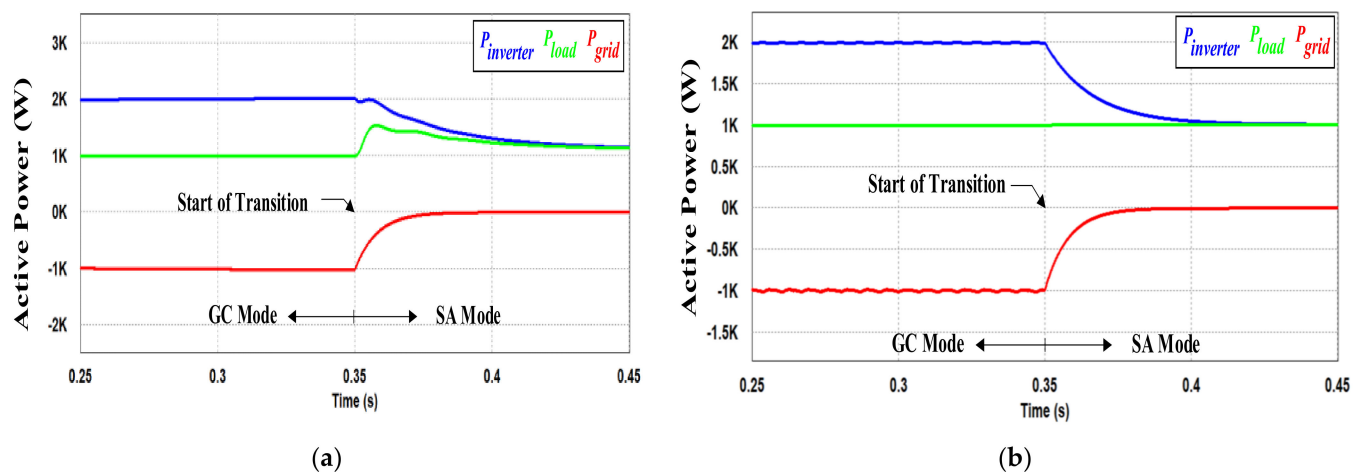 3K
2K
1K
0K
-1K
-2K
Active Power (W)
Pinverter Pload Pgrid
Start of Transition
GC Mode SA Mode
0.25 0.3 0.35 0.4 0.45
Time (s)
(a)
2K
1.5K
1K
0.5K
0K
-0.5K
-1K
-1.5K
Active Power (W)
Pinverter Pload Pgrid
Start of Transition
GC Mode SA Mode
0.25 0.3 0.35 0.4 0.45
Time (s)
(b)